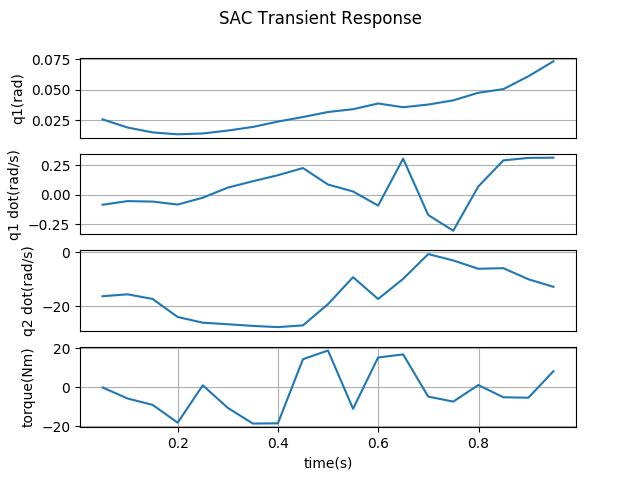 SAC Transient Response
0.075
0.050
0.025
q1(rad)
0.25
0.00
−0.25
q1 dot(rad/s)
0
−20
q2 dot(rad/s)
20
0
−20
torque(Nm)
0.2 0.4 0.6 0.8
time(s)